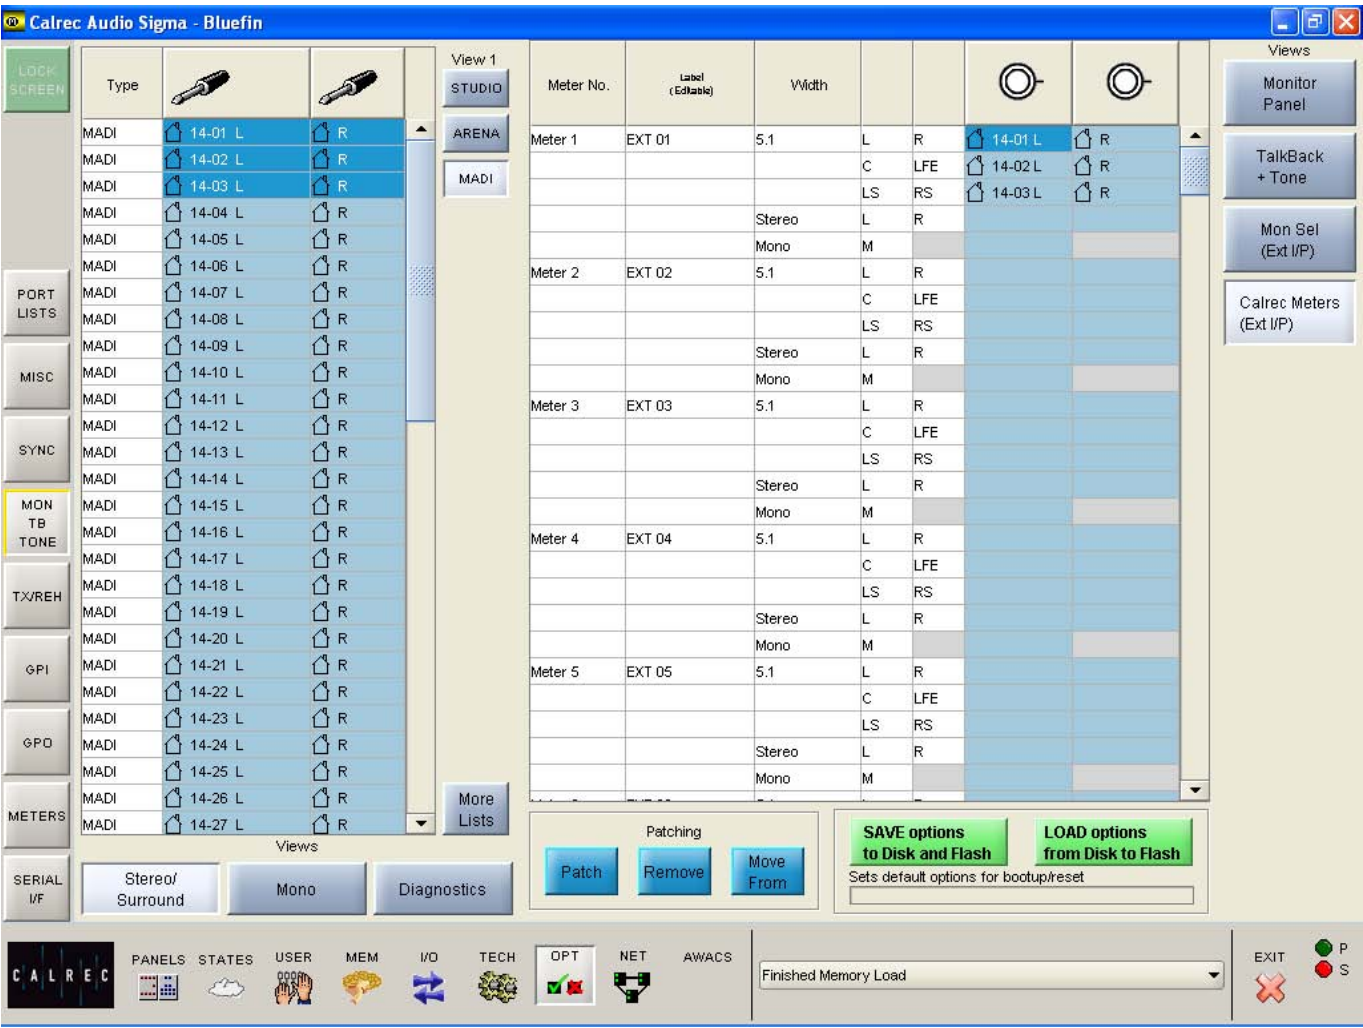 Calrec Audio Sigma - Bluefin
LOCK
SCREEN
PORT
LISTS
MISC
SYNC
MON
TB
TONE
TX/REH
GPI
GPO
METERS
SERIAL
I/F
Type
MADI 14-01 L R
MADI 14-02 L R
MADI 14-03 L R
MADI 14-04 L R
MADI 14-05 L R
MADI 14-06 L R
MADI 14-07 L R
MADI 14-08 L R
MADI 14-09 L R
MADI 14-10 L R
MADI 14-11 L R
MADI 14-12 L R
MADI 14-13 L R
MADI 14-14 L R
MADI 14-15 L R
MADI 14-16 L R
MADI 14-17 L R
MADI 14-18 L R
MADI 14-19 L R
MADI 14-20 L R
MADI 14-21 L R
MADI 14-22 L R
MADI 14-23 L R
MADI 14-24 L R
MADI 14-25 L R
MADI 14-26 L R
MADI 14-27 L R
Views
Stereo/
Surround
Mono
Diagnostics
View 1
STUDIO
ARENA
MADI
More
Lists
Meter No. Label (Editable) Width
Meter 1 EXT 01 5.1 L R 14-01 L R
C LFE 14-02 L R
LS RS 14-03 L R
Stereo L R
Mono M
Meter 2 EXT 02 5.1 L R
C LFE
LS RS
Stereo L R
Mono M
Meter 3 EXT 03 5.1 L R
C LFE
LS RS
Stereo L R
Mono M
Meter 4 EXT 04 5.1 L R
C LFE
LS RS
Stereo L R
Mono M
Meter 5 EXT 05 5.1 L R
C LFE
LS RS
Stereo L R
Mono M
Patching
Patch
Remove
Move
From
SAVE options
to Disk and Flash
LOAD options
from Disk to Flash
Sets default options for bootup/reset
Views
Monitor
Panel
TalkBack
+ Tone
Mon Sel
(Ext I/P)
Calrec Meters
(Ext I/P)
CALREC
PANELS STATES USER MEM I/O TECH OPT NET AWACS
Finished Memory Load
EXIT
P
S